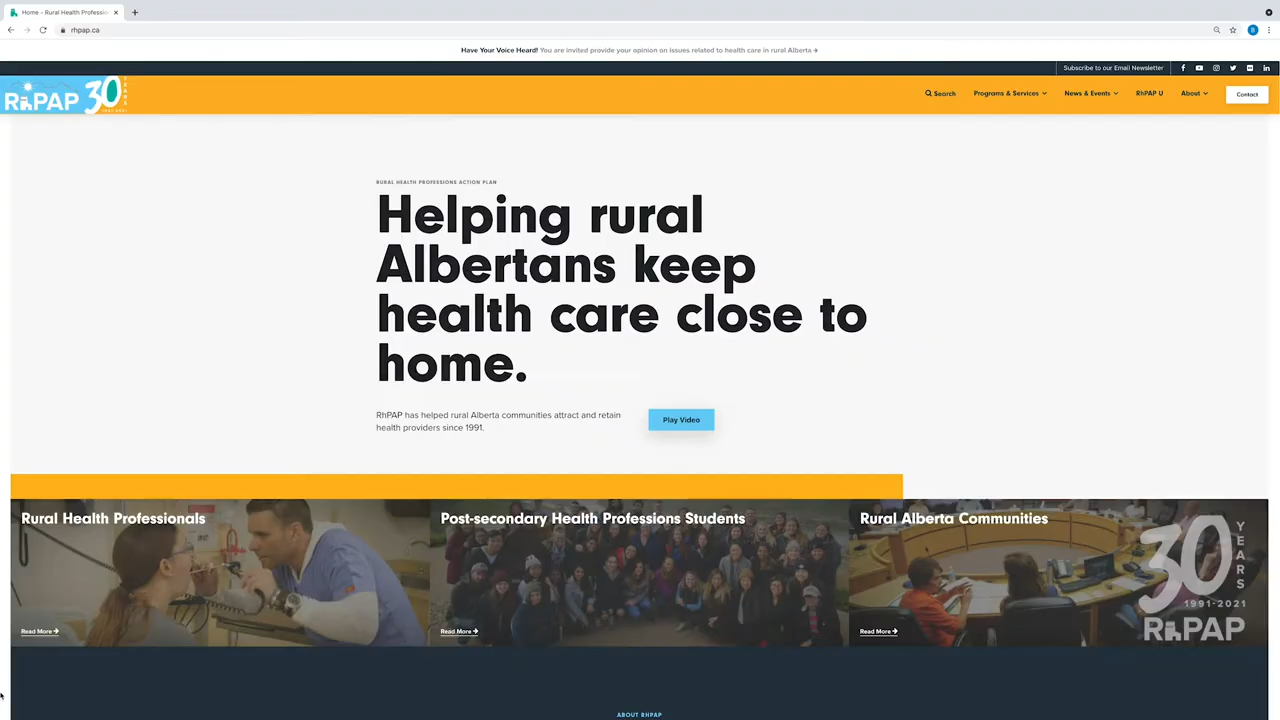 Home – Rural Health Profession
rhpap.ca
B
Have Your Voice Heard! You are invited provide your opinion on issues related to health care in rural Alberta
Subscribe to our Email Newsletter
RhPAP 30 YEARS
1991-2021
Search
Programs & Services
News & Events
RhPAP U
About
Contact
RURAL HEALTH PROFESSIONS ACTION PLAN
Helping rural
Albertans keep
health care close to
home.
RhPAP has helped rural Alberta communities attract and retain
health providers since 1991.
Play Video
Rural Health Professionals
Read More
Post-secondary Health Professions Students
Read More
Rural Alberta Communities
Read More
30 YEARS
1991-2021
RhPAP
ABOUT RHPAP